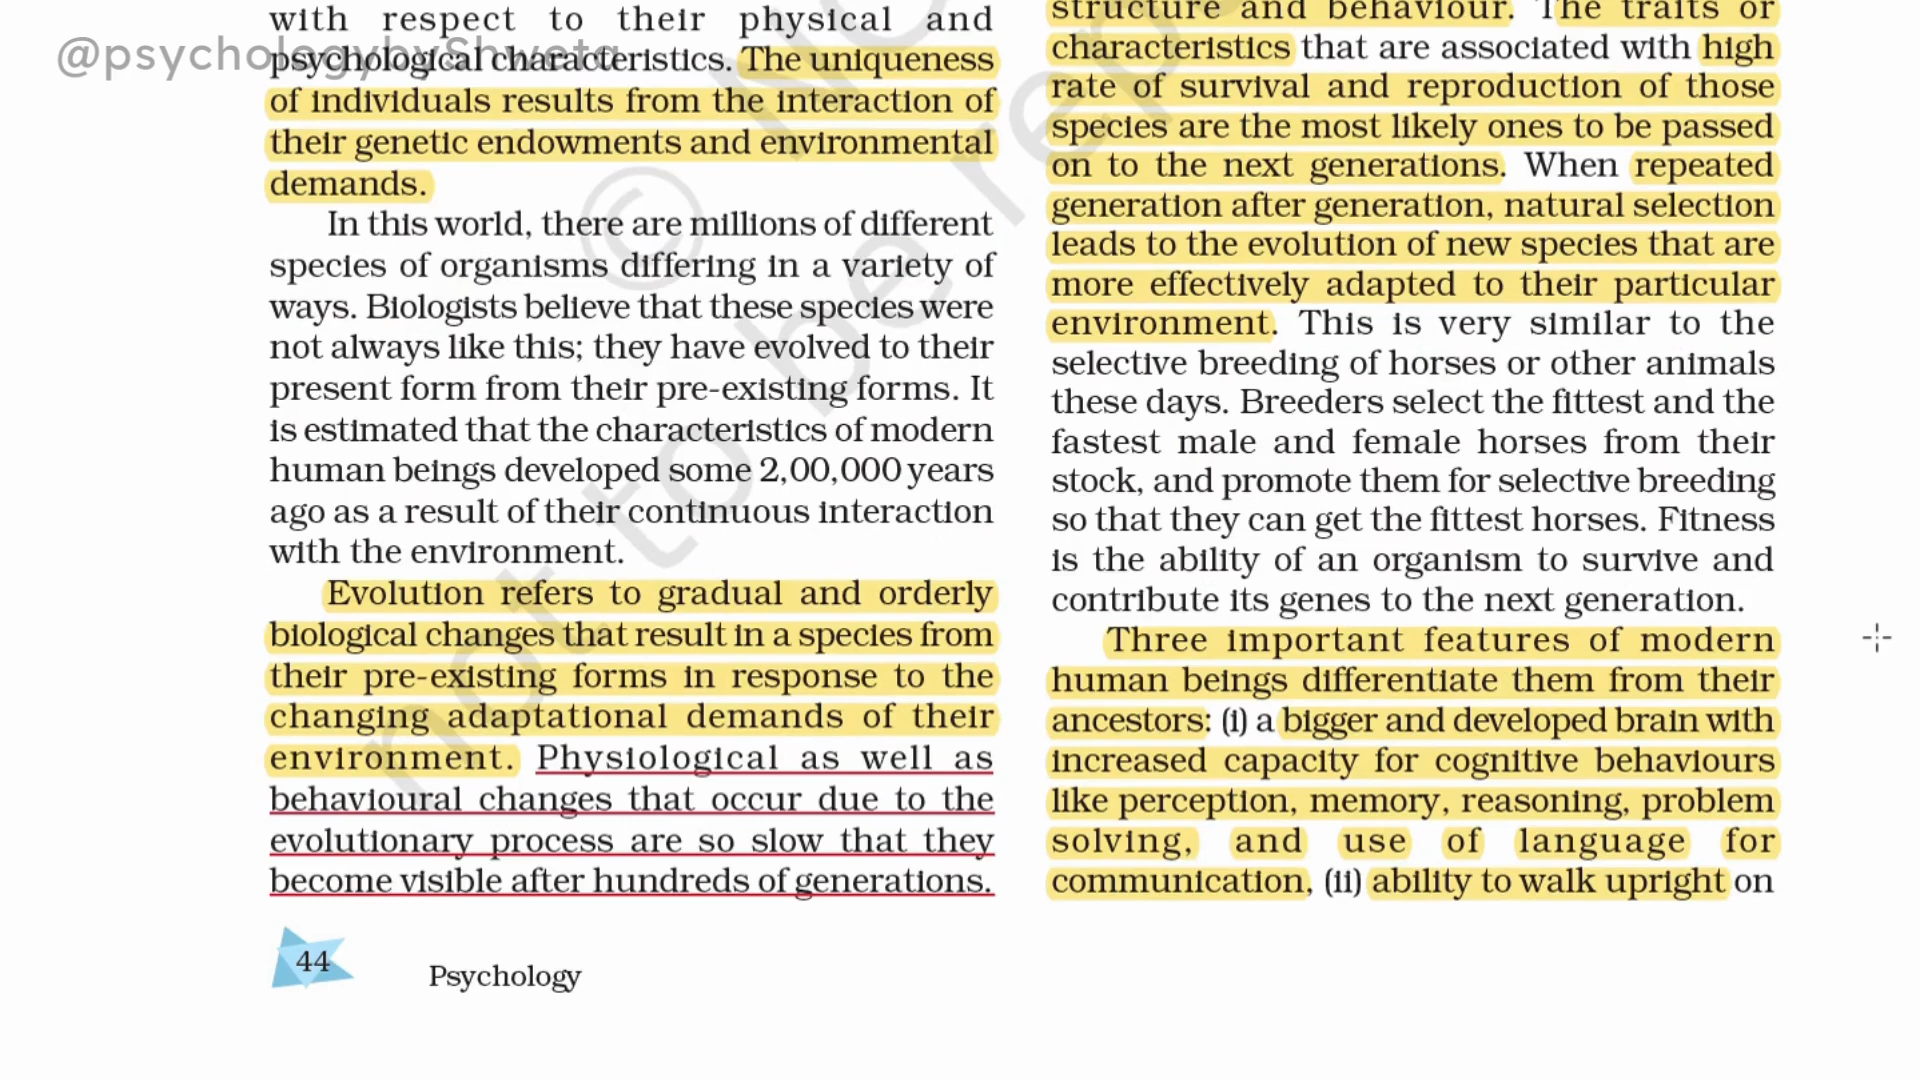 @psychologybyShweta
with respect to their physical and
psychological characteristics. The uniqueness
of individuals results from the interaction of
their genetic endowments and environmental
demands.
In this world, there are millions of different
species of organisms differing in a variety of
ways. Biologists believe that these species were
not always like this; they have evolved to their
present form from their pre-existing forms. It
is estimated that the characteristics of modern
human beings developed some 2,00,000 years
ago as a result of their continuous interaction
with the environment.
Evolution refers to gradual and orderly
biological changes that result in a species from
their pre-existing forms in response to the
changing adaptational demands of their
environment. Physiological as well as
behavioural changes that occur due to the
evolutionary process are so slow that they
become visible after hundreds of generations.
44
Psychology
structure and behaviour. The traits or
characteristics that are associated with high
rate of survival and reproduction of those
species are the most likely ones to be passed
on to the next generations. When repeated
generation after generation, natural selection
leads to the evolution of new species that are
more effectively adapted to their particular
environment. This is very similar to the
selective breeding of horses or other animals
these days. Breeders select the fittest and the
fastest male and female horses from their
stock, and promote them for selective breeding
so that they can get the fittest horses. Fitness
is the ability of an organism to survive and
contribute its genes to the next generation.
Three important features of modern
human beings differentiate them from their
ancestors: (i) a bigger and developed brain with
increased capacity for cognitive behaviours
like perception, memory, reasoning, problem
solving, and use of language for
communication, (ii) ability to walk upright on
©
not to be